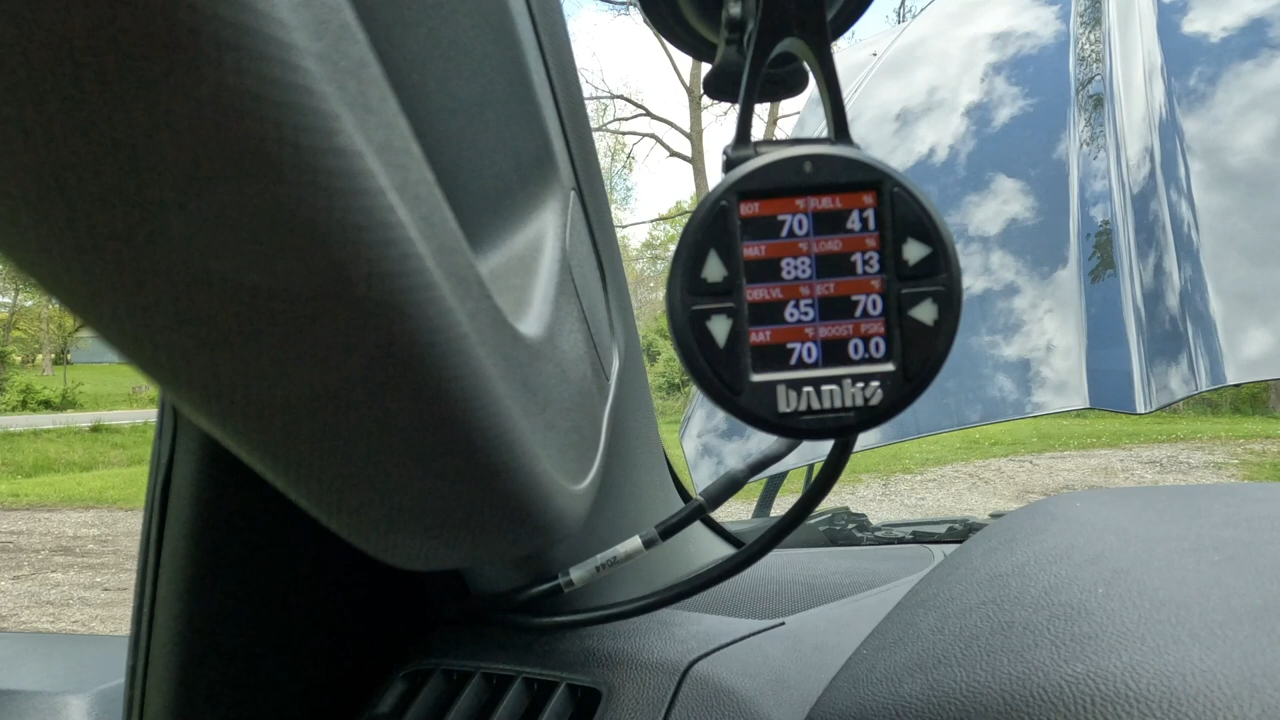 EOT °F FUEL L %
70 41
MAT °F LOAD %
88 13
DEFLVL % ECT °F
65 70
AAT °F BOOST PSIG
70 0.0
banks
2044